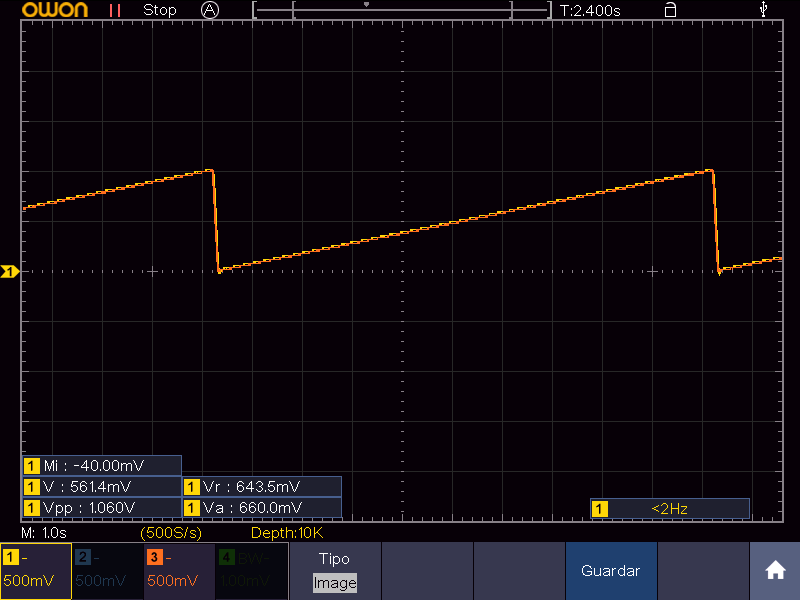 owon Stop A T:2.400s
1
1 Mi : -40.00mV
1 V : 561.4mV 1 Vr : 643.5mV
1 Vpp : 1.060V 1 Va : 660.0mV
1 <2Hz
M: 1.0s (500S/s) Depth:10K
1 - 2 - 3 - 4 BW- Tipo
500mV 500mV 500mV 1.00mV Image
Guardar